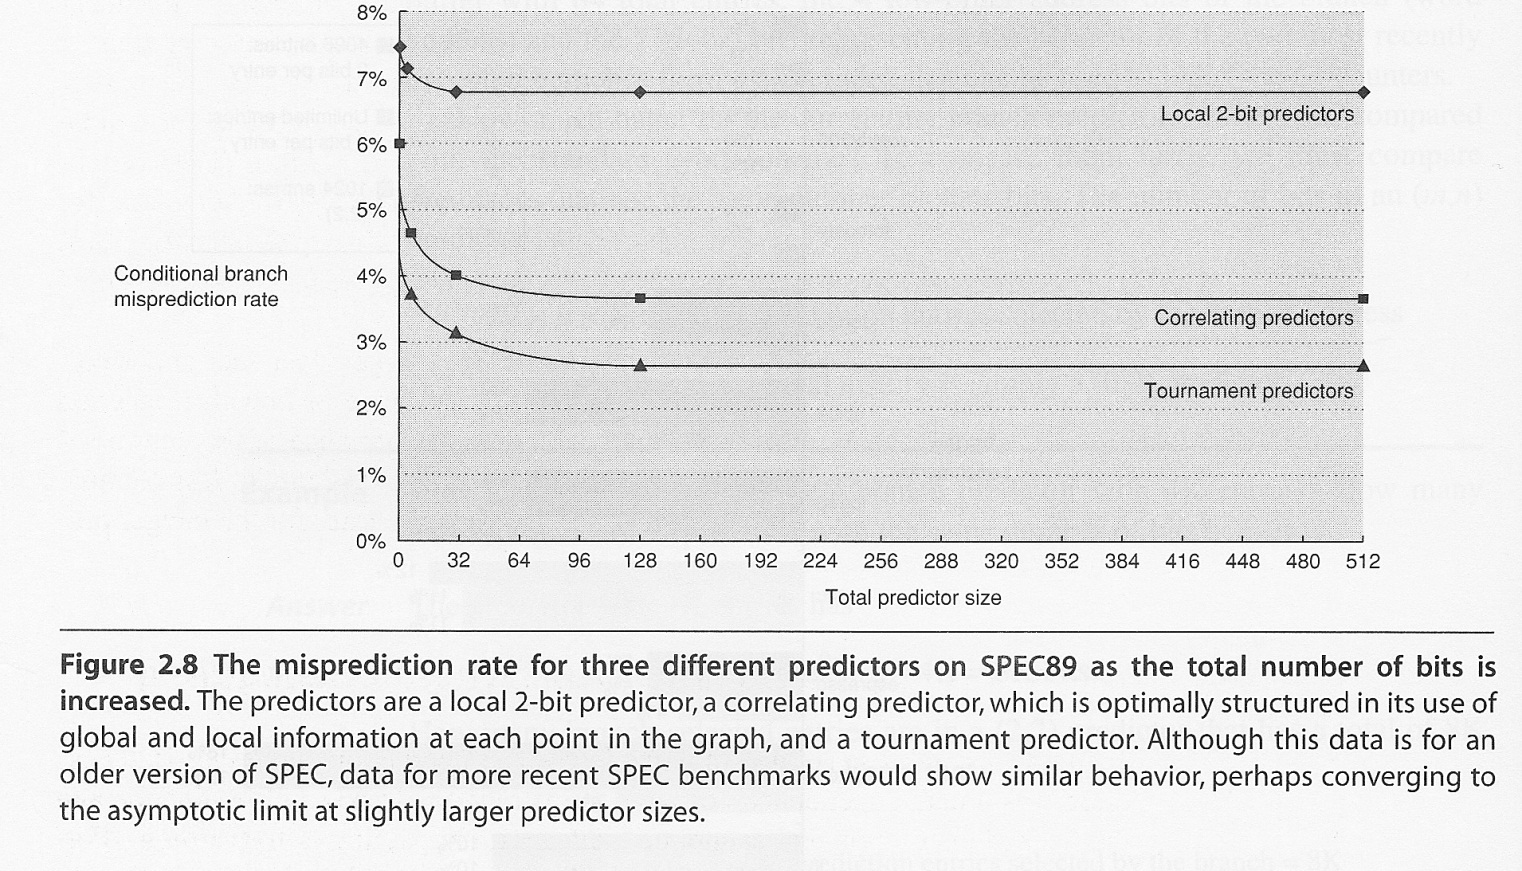 8%
7%
6%
5%
4%
3%
2%
1%
0%
Conditional branch
misprediction rate
Local 2-bit predictors
Correlating predictors
Tournament predictors
0 32 64 96 128 160 192 224 256 288 320 352 384 416 448 480 512
Total predictor size
Figure 2.8 The misprediction rate for three different predictors on SPEC89 as the total number of bits is
increased. The predictors are a local 2-bit predictor, a correlating predictor, which is optimally structured in its use of
global and local information at each point in the graph, and a tournament predictor. Although this data is for an
older version of SPEC, data for more recent SPEC benchmarks would show similar behavior, perhaps converging to
the asymptotic limit at slightly larger predictor sizes.